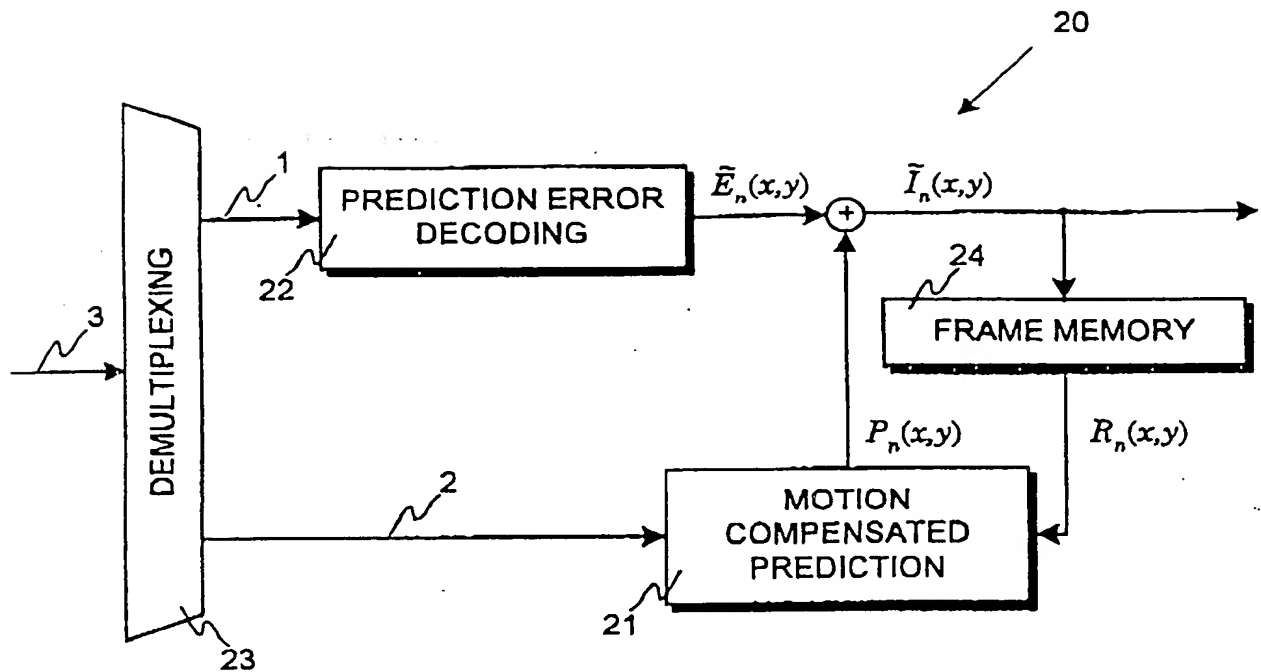 20
1
PREDICTION ERROR
DECODING
22
Ẽₙ(x,y)
+
Ĩₙ(x,y)
24
FRAME MEMORY
3
DEMULTIPLEXING
Pₙ(x,y)
Rₙ(x,y)
2
MOTION
COMPENSATED
PREDICTION
21
23